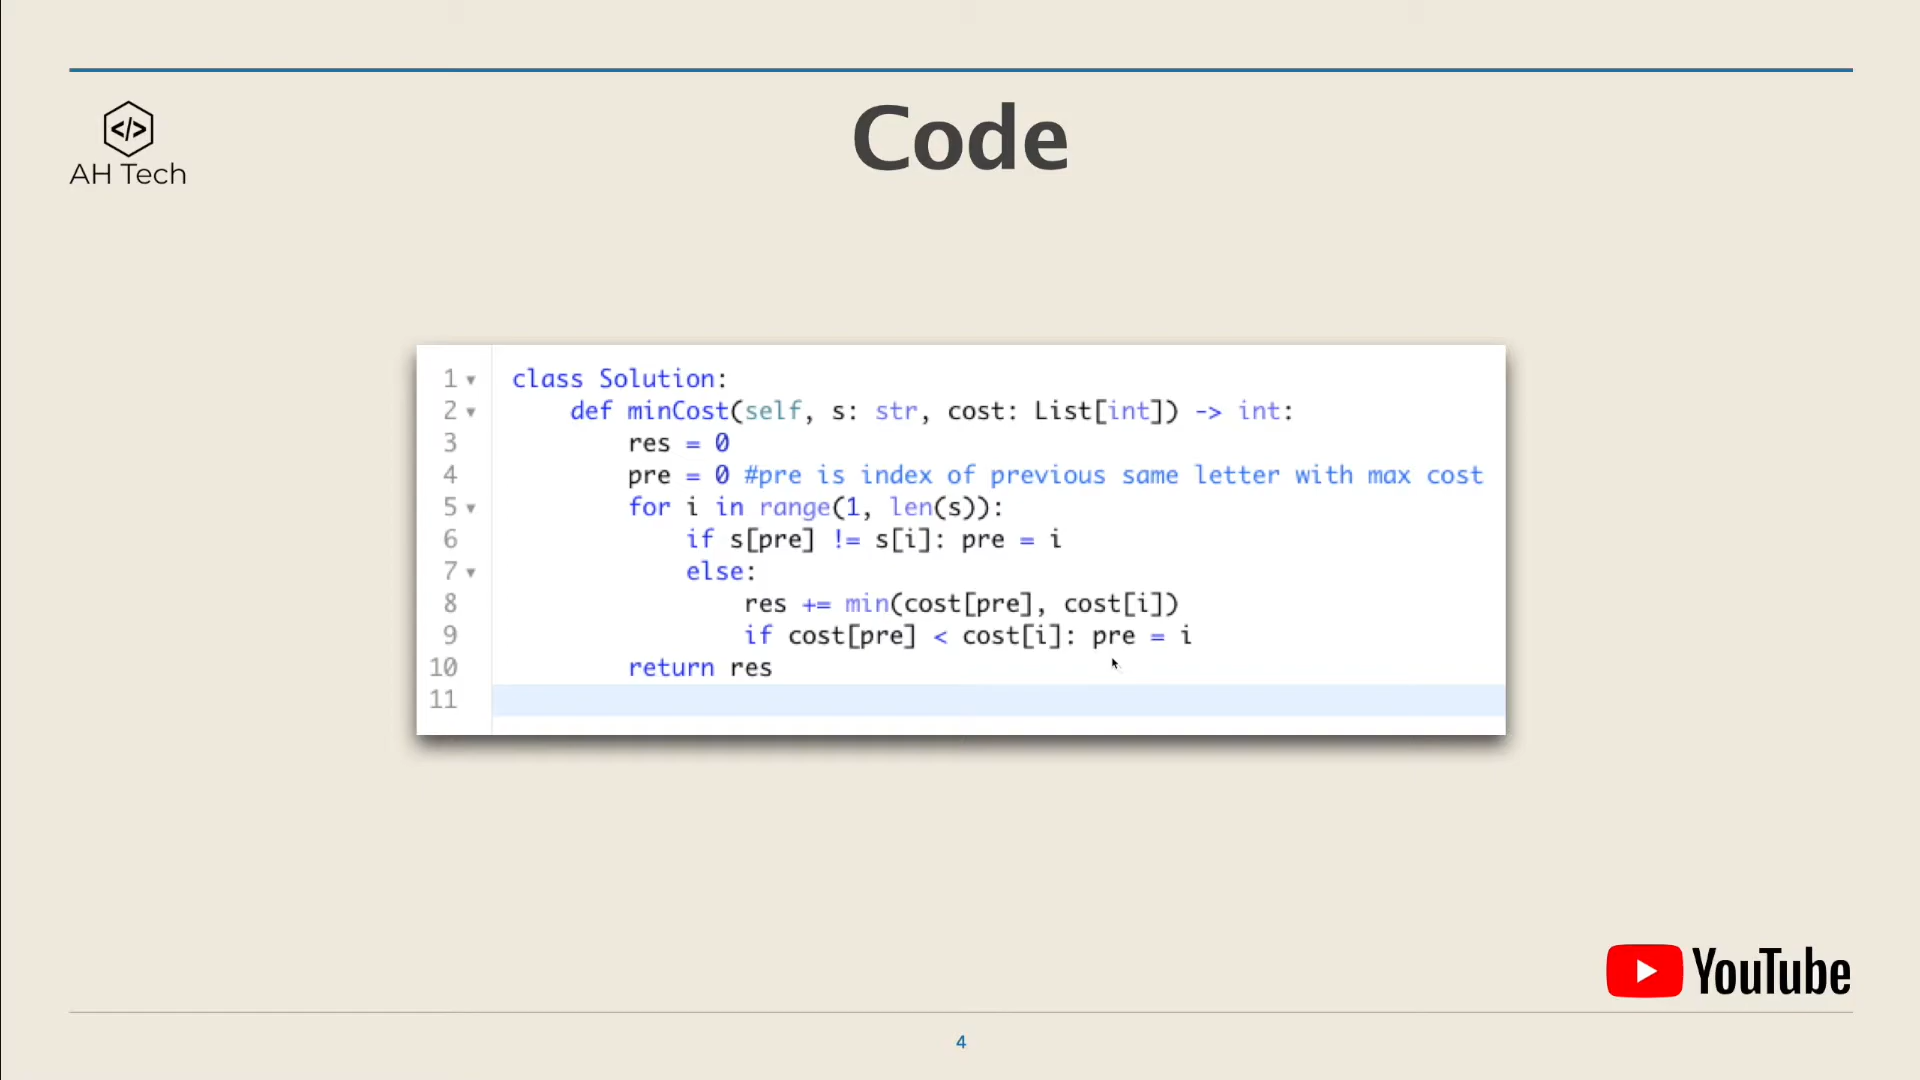 </> AH Tech
Code
1 class Solution:
2 def minCost(self, s: str, cost: List[int]) -> int:
3 res = 0
4 pre = 0 #pre is index of previous same letter with max cost
5 for i in range(1, len(s)):
6 if s[pre] != s[i]: pre = i
7 else:
8 res += min(cost[pre], cost[i])
9 if cost[pre] < cost[i]: pre = i
10 return res
11
YouTube
4